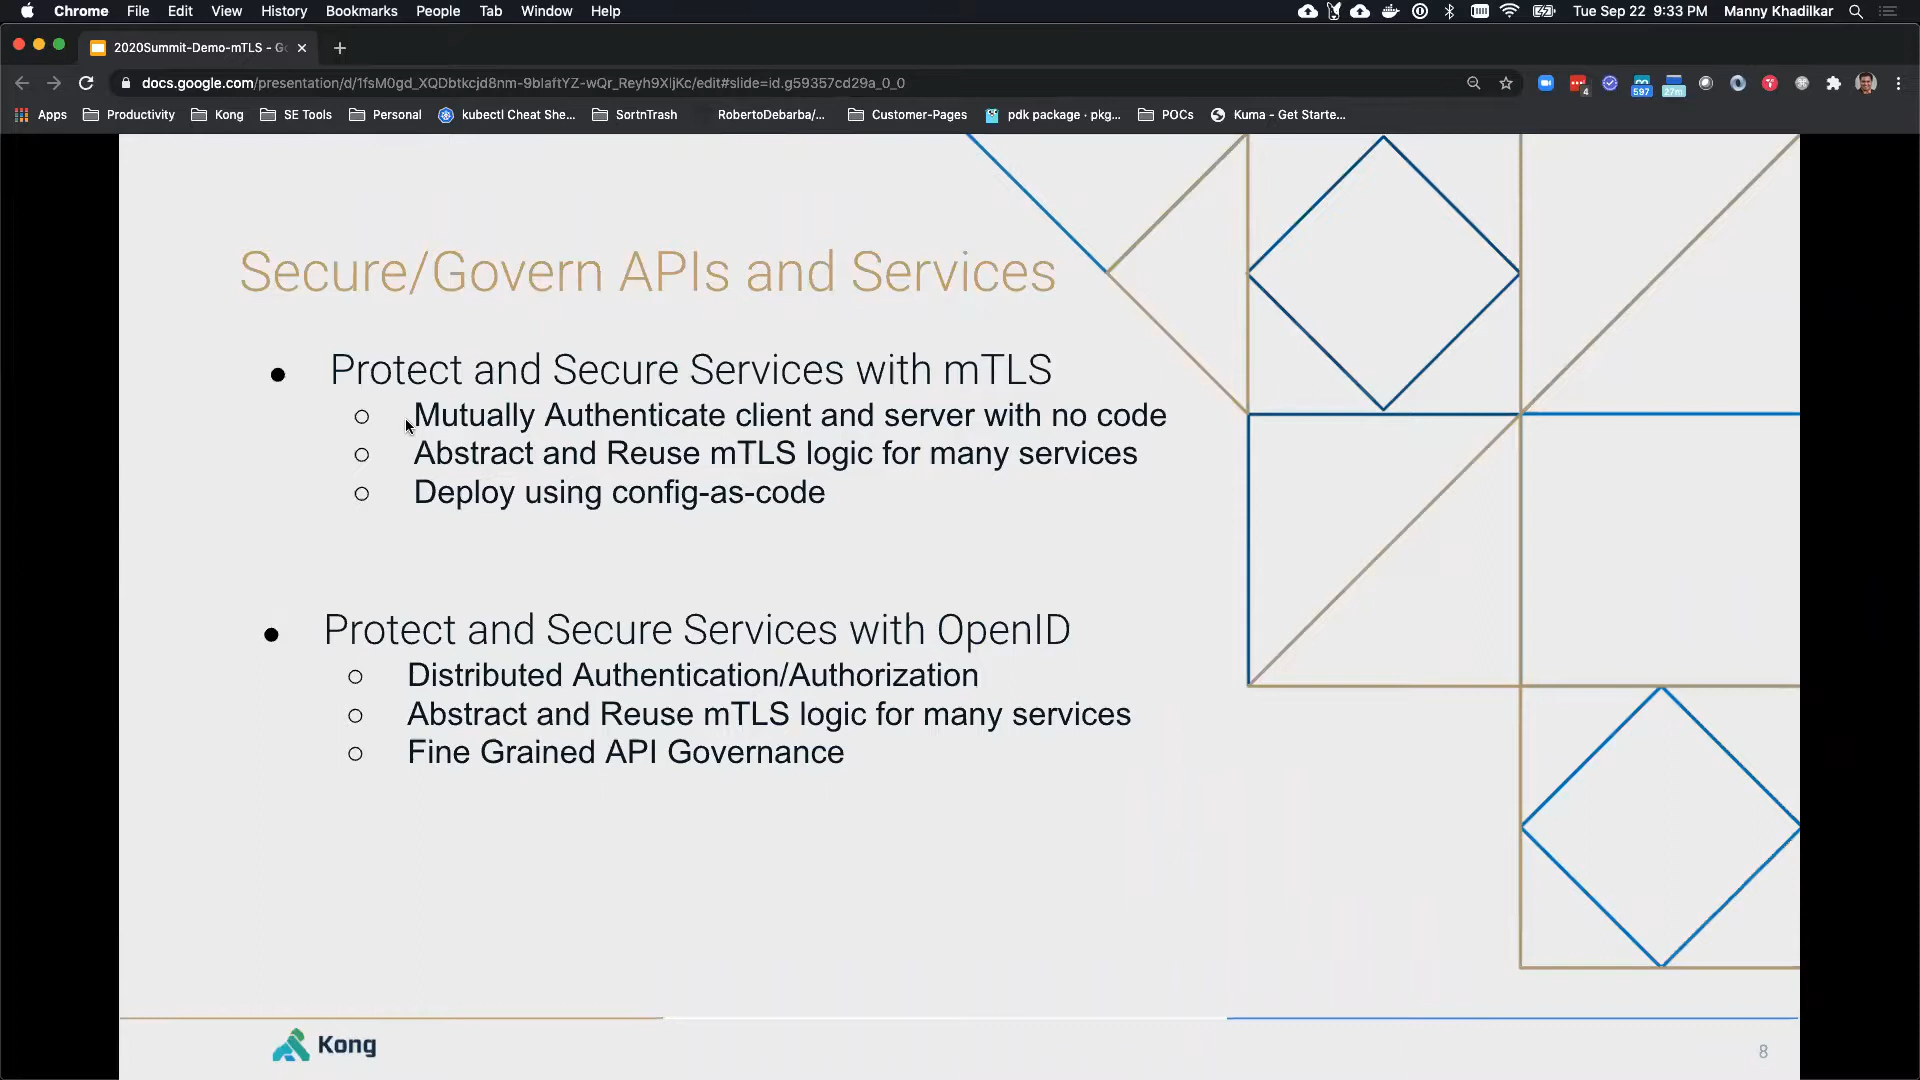 Chrome File Edit View History Bookmarks People Tab Window Help Tue Sep 22 9:33 PM Manny Khadilkar
2020Summit-Demo-mTLS - Go
docs.google.com/presentation/d/1fsM0gd_XQDbtkcjd8nm-9blaftYZ-wQr_Reyh9XljKc/edit#slide=id.g59357cd29a_0_0
4 597 27m
Apps Productivity Kong SE Tools Personal kubectl Cheat She... SortnTrash RobertoDebarba/... Customer-Pages pdk package · pkg... POCs Kuma - Get Starte...
Secure/Govern APIs and Services
● Protect and Secure Services with mTLS
○ Mutually Authenticate client and server with no code
○ Abstract and Reuse mTLS logic for many services
○ Deploy using config-as-code
● Protect and Secure Services with OpenID
○ Distributed Authentication/Authorization
○ Abstract and Reuse mTLS logic for many services
○ Fine Grained API Governance
Kong
8